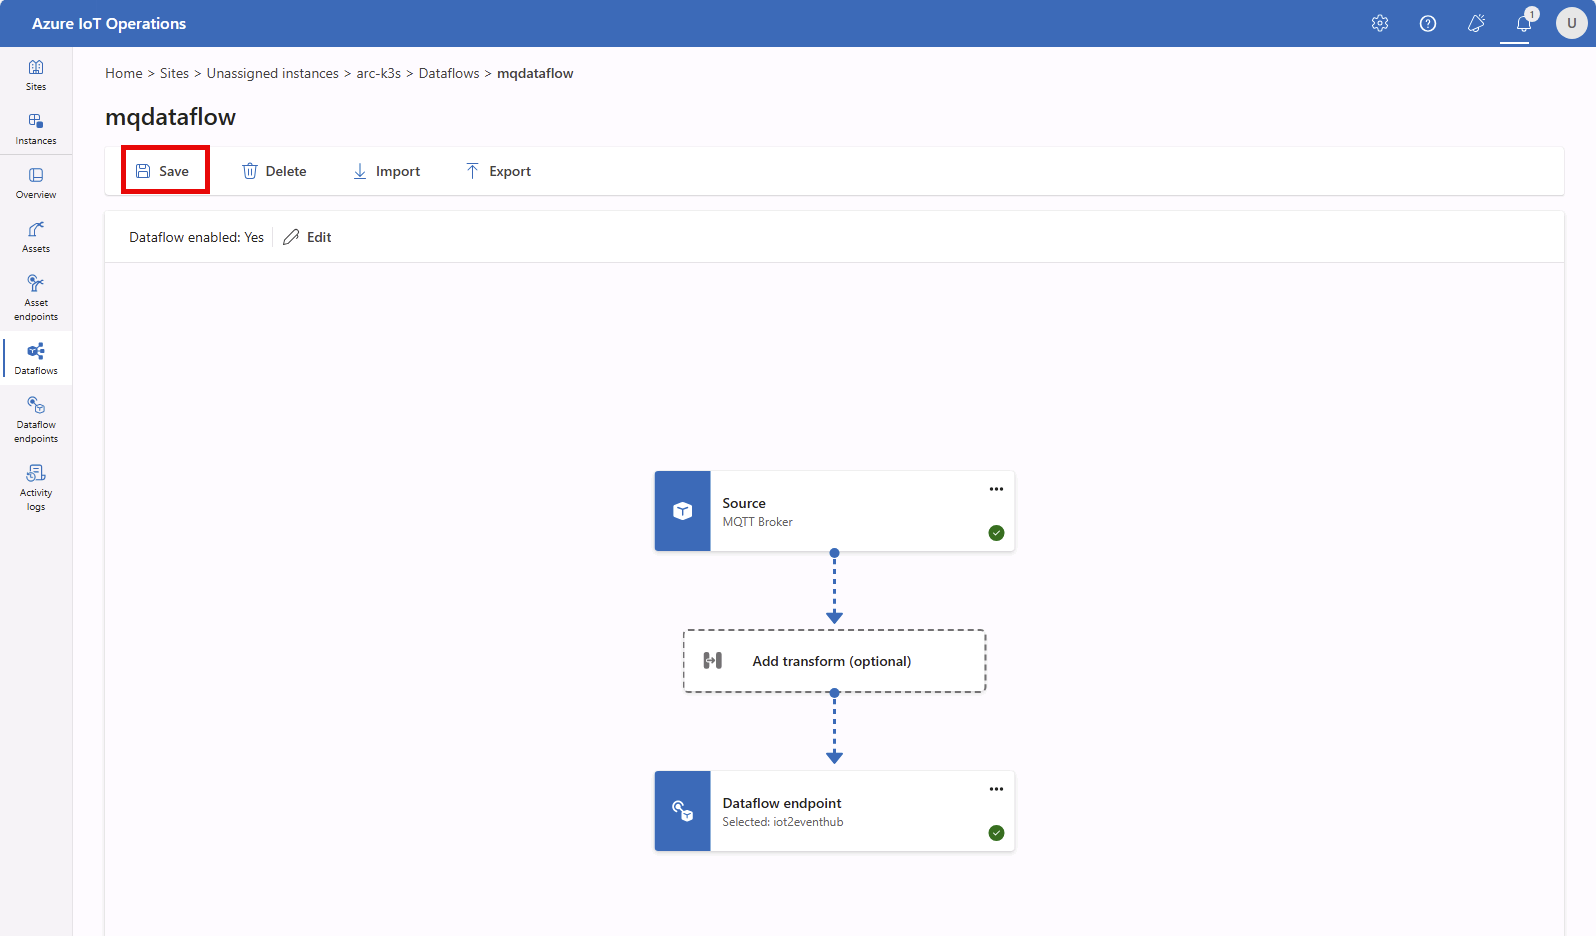 Azure IoT Operations
1
U
Sites
Instances
Overview
Assets
Asset
endpoints
Dataflows
Dataflow
endpoints
Activity
logs
Home > Sites > Unassigned instances > arc-k3s > Dataflows > mqdataflow
mqdataflow
Save Delete Import Export
Dataflow enabled: Yes Edit
Source
MQTT Broker
Add transform (optional)
Dataflow endpoint
Selected: iot2eventhub